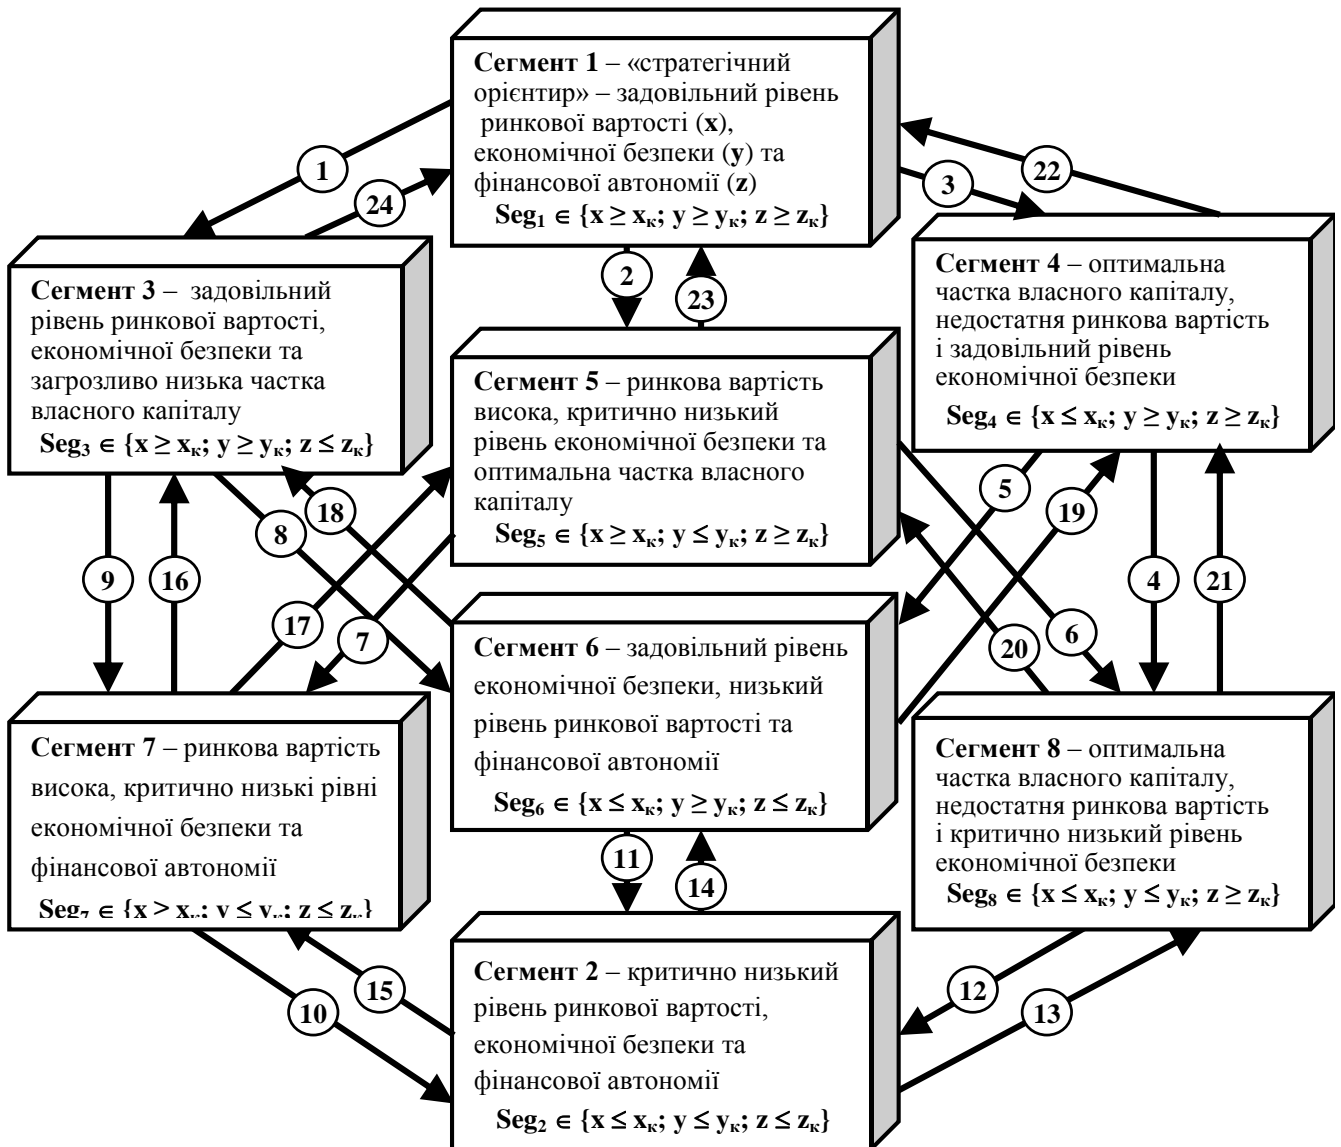 Сегмент 1 – «стратегічний
орієнтир» – задовільний рівень
ринкової вартості (x),
економічної безпеки (y) та
фінансової автономії (z)
Seg₁ ∈ {x ≥ xк; y ≥ yк; z ≥ zк}
1
24
3
22
2
23
Сегмент 3 – задовільний
рівень ринкової вартості,
економічної безпеки та
загрозливо низька частка
власного капіталу
Seg₃ ∈ {x ≥ xк; y ≥ yк; z ≤ zк}
Сегмент 4 – оптимальна
частка власного капіталу,
недостатня ринкова вартість
і задовільний рівень
економічної безпеки
Seg₄ ∈ {x ≤ xк; y ≥ yк; z ≥ zк}
Сегмент 5 – ринкова вартість
висока, критично низький
рівень економічної безпеки та
оптимальна частка власного
капіталу
Seg₅ ∈ {x ≥ xк; y ≤ yк; z ≥ zк}
8
18
5
19
9
16
17
7
20
6
4
21
Сегмент 6 – задовільний рівень
економічної безпеки, низький
рівень ринкової вартості та
фінансової автономії
Seg₆ ∈ {x ≤ xк; y ≥ yк; z ≤ zк}
Сегмент 7 – ринкова вартість
висока, критично низькі рівні
економічної безпеки та
фінансової автономії
Seg₇ ∈ {x ≥ xк; y ≤ yк; z ≤ zк}
Сегмент 8 – оптимальна
частка власного капіталу,
недостатня ринкова вартість
і критично низький рівень
економічної безпеки
Seg₈ ∈ {x ≤ xк; y ≤ yк; z ≥ zк}
11
14
10
15
12
13
Сегмент 2 – критично низький
рівень ринкової вартості,
економічної безпеки та
фінансової автономії
Seg₂ ∈ {x ≤ xк; y ≤ yк; z ≤ zк}